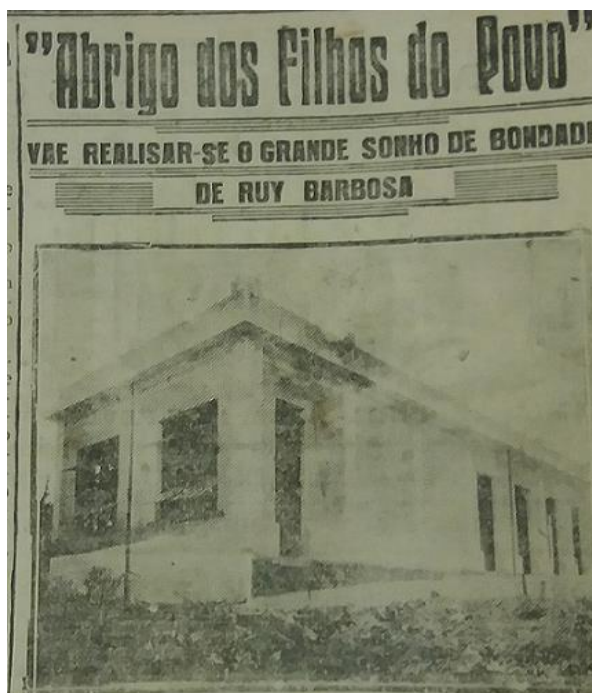 "Abrigo dos Filhos do Povo"
VAE REALISAR-SE O GRANDE SONHO DE BONDADE
DE RUY BARBOSA